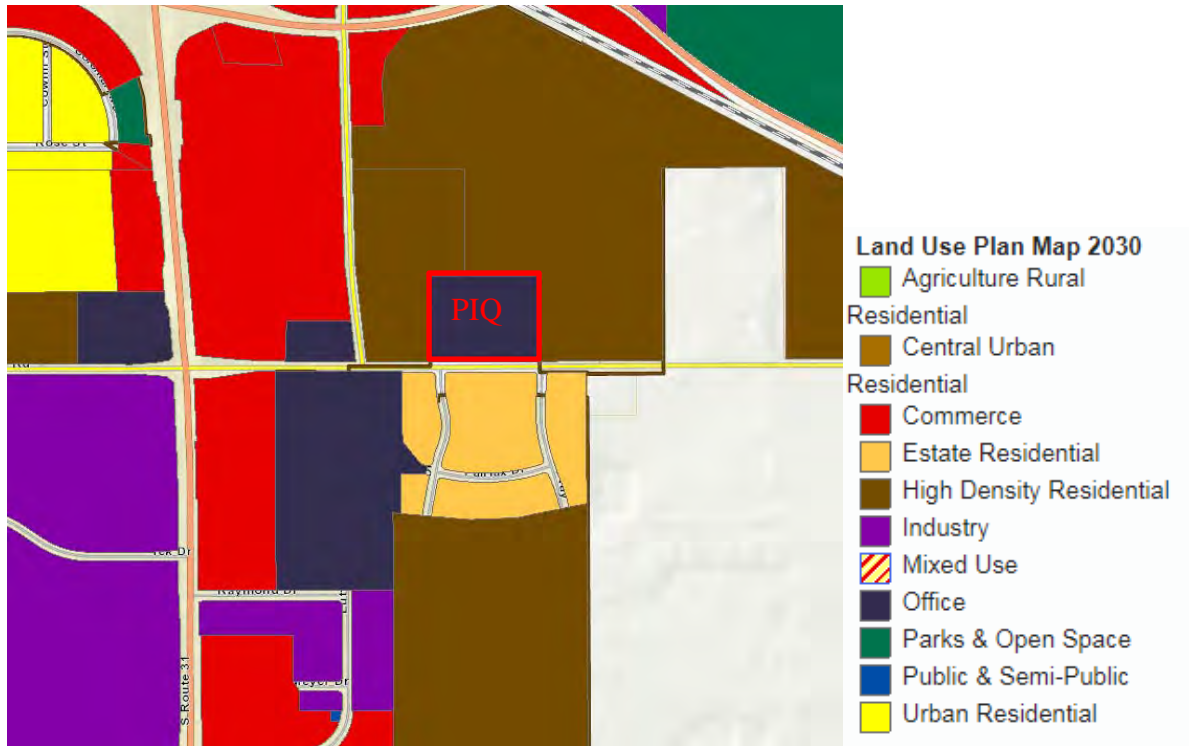 Rose St
PIQ
Raymond Dr
S.Route 31
Land Use Plan Map 2030
Agriculture Rural
Residential
Central Urban
Residential
Commerce
Estate Residential
High Density Residential
Industry
Mixed Use
Office
Parks & Open Space
Public & Semi-Public
Urban Residential